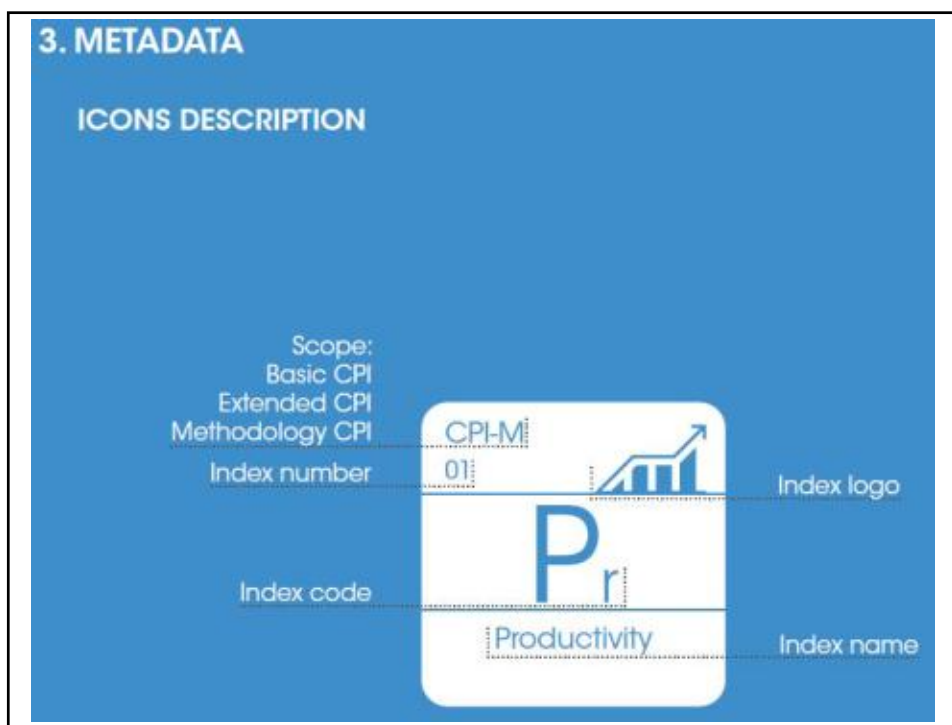 3. METADATA
ICONS DESCRIPTION
Scope:
Basic CPI
Extended CPI
Methodology CPI
CPI-M
Index number
01
Index logo
Pr
Index code
Productivity
Index name